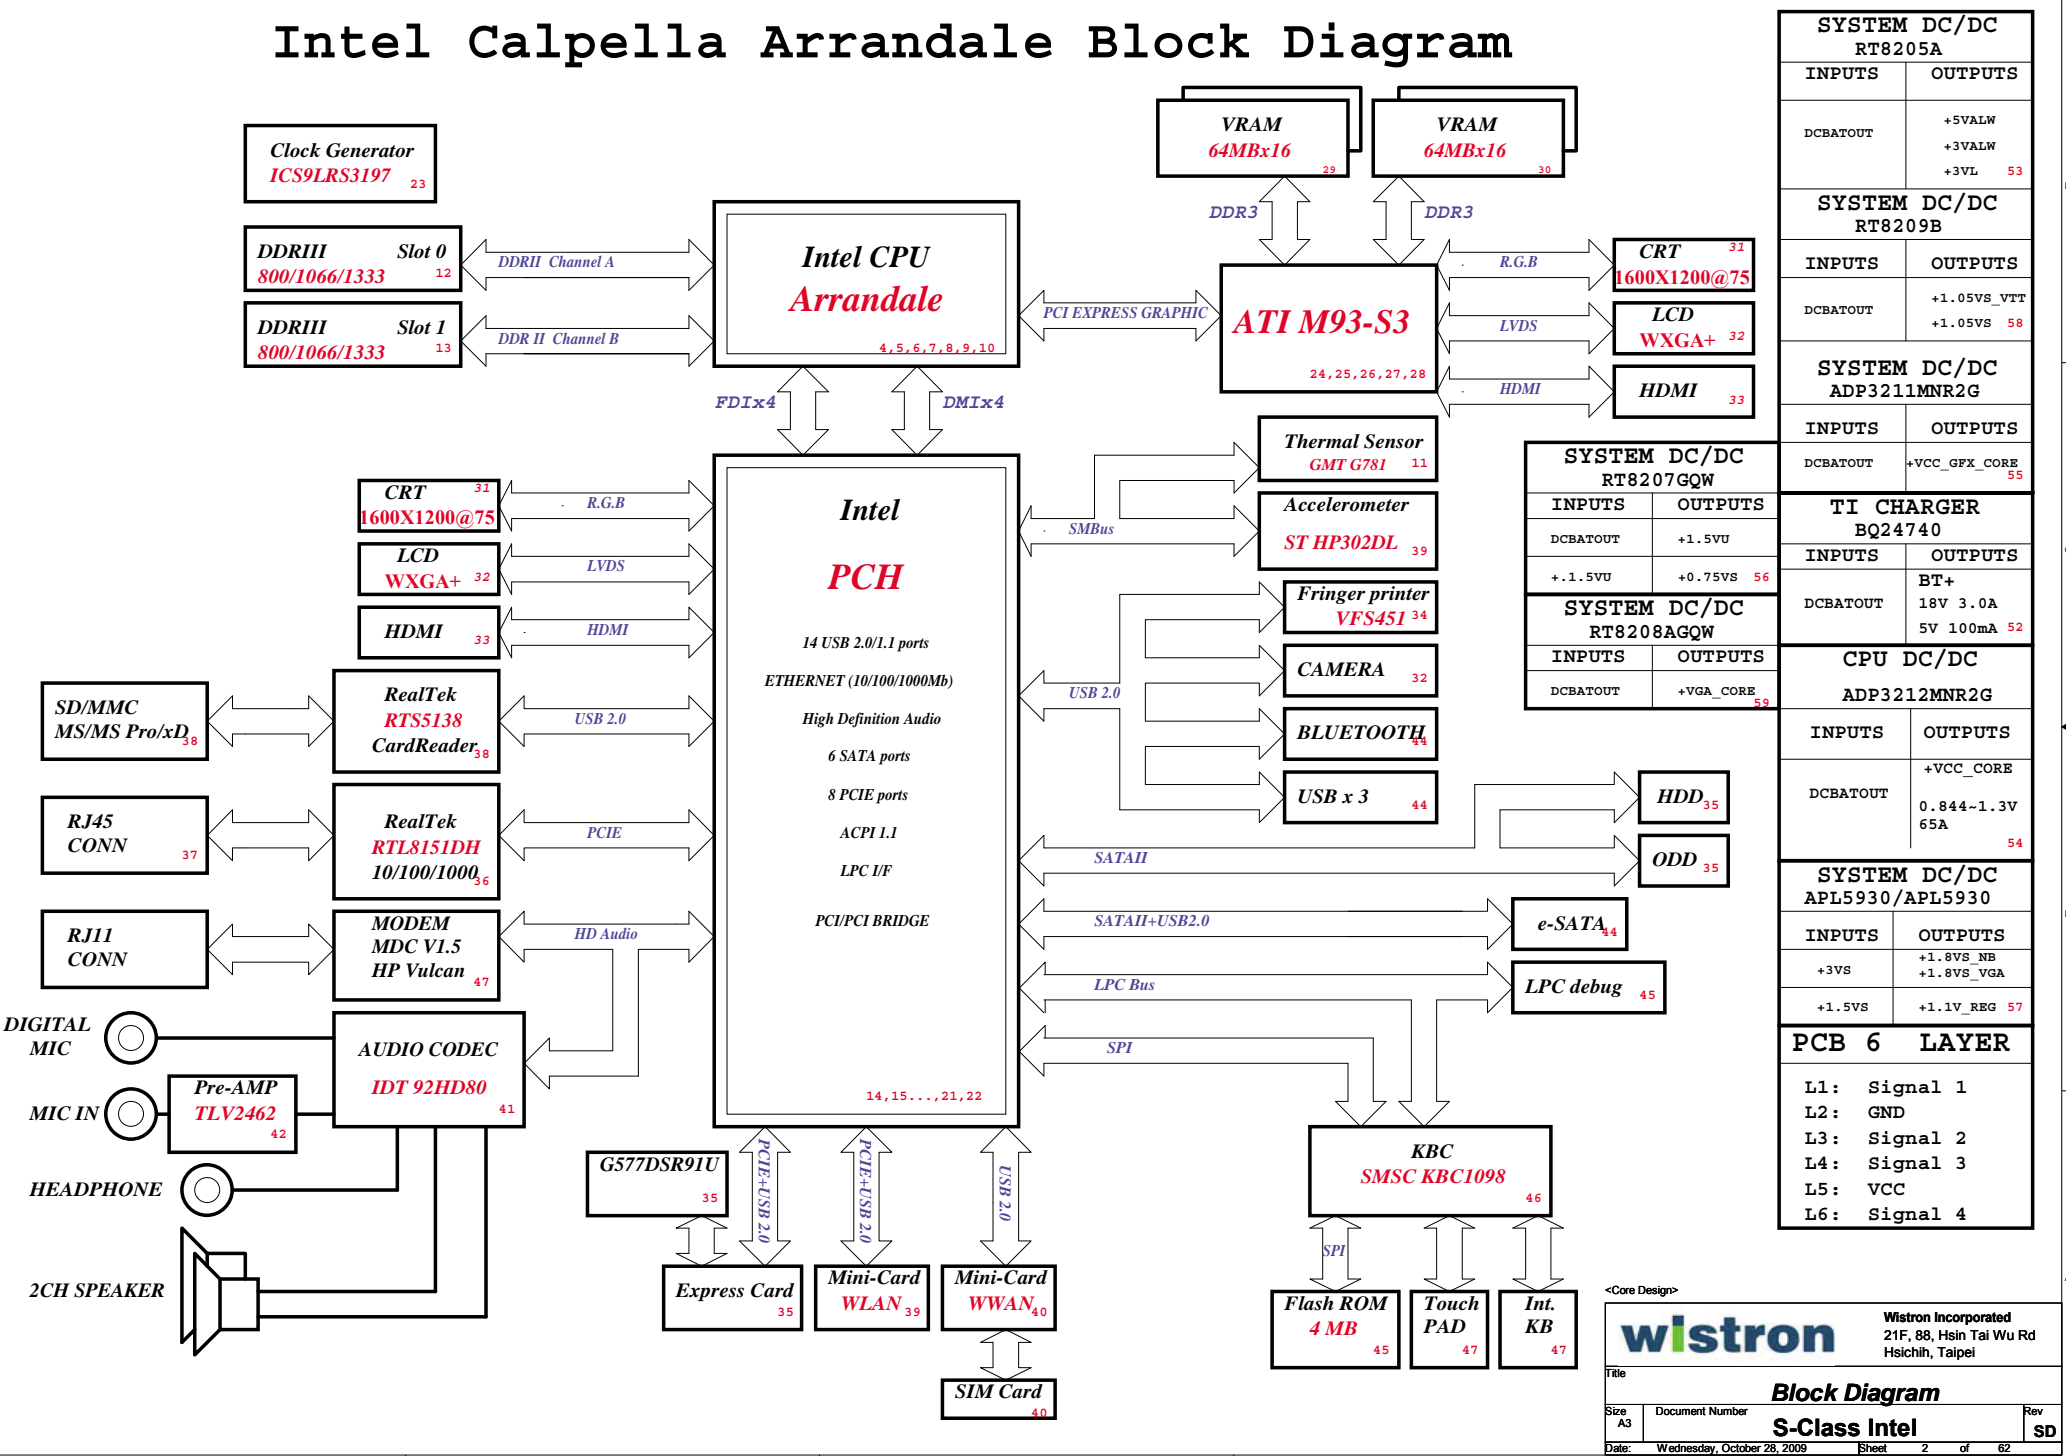 Intel Calpella Arrandale Block Diagram
Clock Generator
ICS9LRS3197 23
DDRIII Slot 0
800/1066/1333 12
DDRII Channel A
DDRIII Slot 1
800/1066/1333 13
DDR II Channel B
Intel CPU
Arrandale
4,5,6,7,8,9,10
PCI EXPRESS GRAPHIC
FDIx4
DMIx4
VRAM
64MBx16
29
VRAM
64MBx16
30
DDR3
DDR3
ATI M93-S3
24,25,26,27,28
R.G.B
CRT 31
1600X1200@75
LVDS
LCD
WXGA+ 32
HDMI
HDMI 33
CRT 31
1600X1200@75
R.G.B
LCD
WXGA+ 32
LVDS
HDMI 33
HDMI
SD/MMC
MS/MS Pro/xD 38
RealTek
RTS5138
CardReader 38
USB 2.0
RJ45
CONN 37
RealTek
RTL8151DH
10/100/1000 36
PCIE
RJ11
CONN
MODEM
MDC V1.5
HP Vulcan 47
HD Audio
DIGITAL
MIC
AUDIO CODEC
IDT 92HD80
41
MIC IN
Pre-AMP
TLV2462
42
HEADPHONE
2CH SPEAKER
Intel
PCH
14 USB 2.0/1.1 ports
ETHERNET (10/100/1000Mb)
High Definition Audio
6 SATA ports
8 PCIE ports
ACPI 1.1
LPC I/F
PCI/PCI BRIDGE
14,15...,21,22
SMBus
Thermal Sensor
GMT G781 11
Accelerometer
ST HP302DL 39
USB 2.0
Fringer printer
VFS451 34
CAMERA 32
BLUETOOTH 44
USB x 3 44
SATAII
HDD 35
ODD 35
SATAII+USB2.0
e-SATA 44
LPC Bus
LPC debug 45
SPI
KBC
SMSC KBC1098
46
SPI
Flash ROM
4 MB
45
Touch
PAD
47
Int.
KB
47
G577DSR91U
35
PCIE+USB 2.0
PCIE+USB 2.0
USB 2.0
Express Card
35
Mini-Card
WLAN 39
Mini-Card
WWAN 40
SIM Card
40
SYSTEM DC/DC
RT8207GQW
INPUTS OUTPUTS
DCBATOUT +1.5VU
+.1.5VU +0.75VS 56
SYSTEM DC/DC
RT8208AGQW
INPUTS OUTPUTS
DCBATOUT +VGA_CORE
59
SYSTEM DC/DC
RT8205A
INPUTS OUTPUTS
DCBATOUT
+5VALW
+3VALW
+3VL 53
SYSTEM DC/DC
RT8209B
INPUTS OUTPUTS
DCBATOUT
+1.05VS_VTT
+1.05VS 58
SYSTEM DC/DC
ADP3211MNR2G
INPUTS OUTPUTS
DCBATOUT +VCC_GFX_CORE
55
TI CHARGER
BQ24740
INPUTS OUTPUTS
DCBATOUT
BT+
18V 3.0A
5V 100mA 52
CPU DC/DC
ADP3212MNR2G
INPUTS OUTPUTS
DCBATOUT
+VCC_CORE
0.844~1.3V
65A
54
SYSTEM DC/DC
APL5930/APL5930
INPUTS OUTPUTS
+3VS
+1.8VS_NB
+1.8VS_VGA
+1.5VS +1.1V_REG 57
PCB 6 LAYER
L1: Signal 1
L2: GND
L3: Signal 2
L4: Signal 3
L5: VCC
L6: Signal 4
<Core Design>
wistron
Wistron Incorporated
21F, 88, Hsin Tai Wu Rd
Hsichih, Taipei
Title
Block Diagram
Size
A3
Document Number
S-Class Intel
Rev
SD
Date: Wednesday, October 28, 2009 Sheet 2 of 62